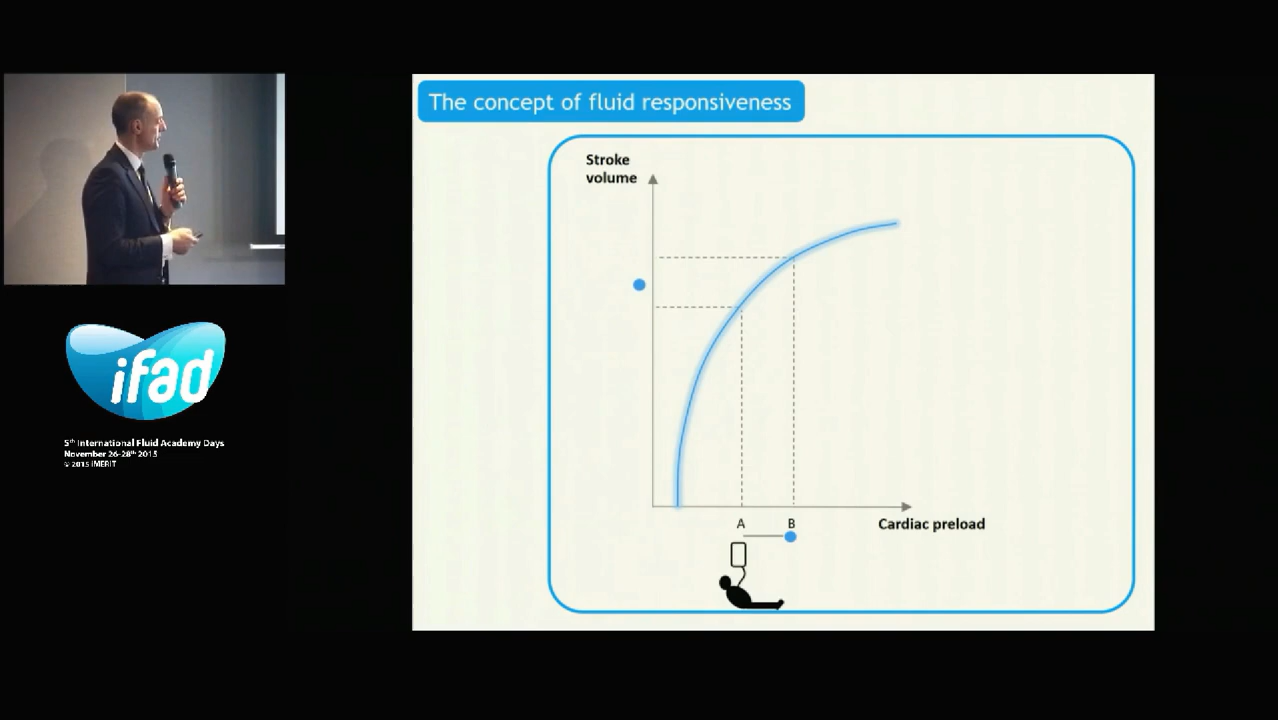 The concept of fluid responsiveness
Stroke
volume
A
B
Cardiac preload
ifad
5th International Fluid Academy Days
November 26-28th 2015
© 2015 iMERiT